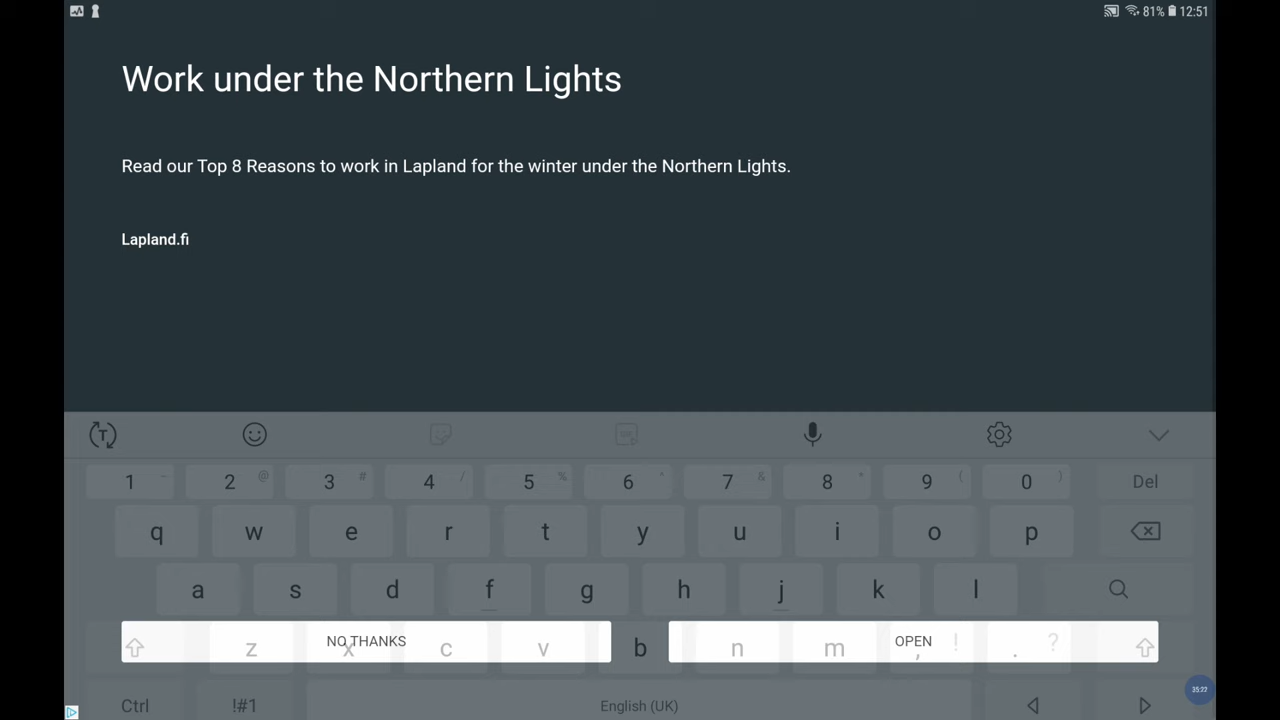 81% 12:51
Work under the Northern Lights
Read our Top 8 Reasons to work in Lapland for the winter under the Northern Lights.
Lapland.fi
T
1 - 2 @ 3 # 4 / 5 % 6 ^ 7 & 8 * 9 ( 0 ) Del
q w e r t y u i o p
a s d f g h j k l
NO THANKS OPEN
z x c v b n m , ! . ?
35:22
Ctrl !#1 English (UK)